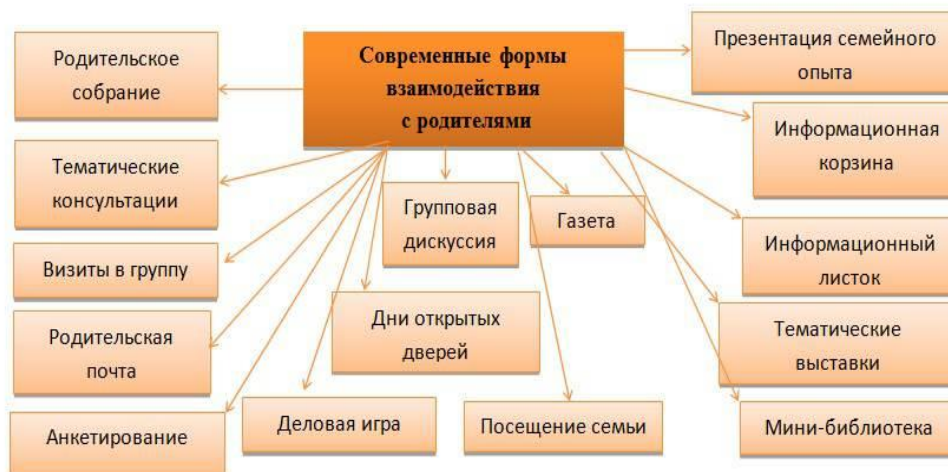 Современные формы
взаимодействия
с родителями
Родительское
собрание
Тематические
консультации
Визиты в группу
Родительская
почта
Анкетирование
Групповая
дискуссия
Газета
Дни открытых
дверей
Деловая игра
Посещение семьи
Презентация семейного
опыта
Информационная
корзина
Информационный
листок
Тематические
выставки
Мини-библиотека